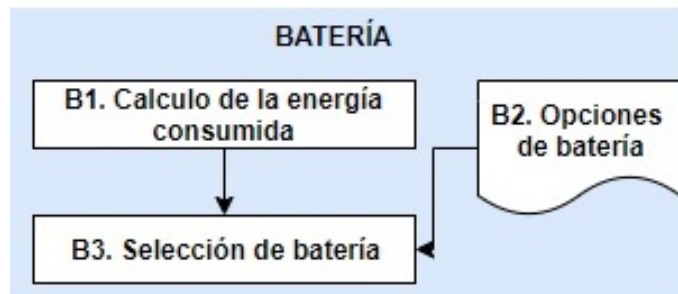 BATERÍA
B1. Calculo de la energía
consumida
B2. Opciones
de batería
B3. Selección de batería